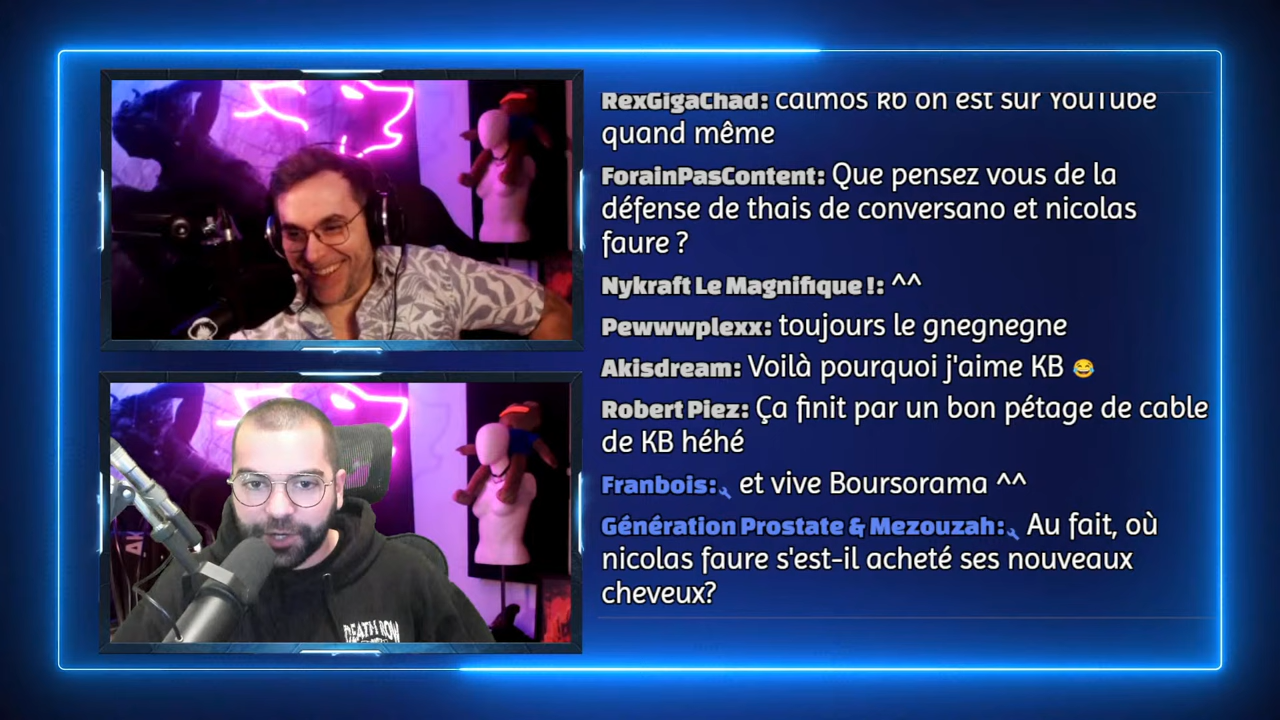 RexGigaChad: calmos kb on est sur YouTube
quand même
ForainPasContent: Que pensez vous de la
défense de thais de conversano et nicolas
faure ?
Nykraft Le Magnifique !: ^^
Pewwwplexx: toujours le gnegnegne
Akisdream: Voilà pourquoi j'aime KB 😂
Robert Piez: Ça finit par un bon pétage de cable
de KB héhé
Franbois: et vive Boursorama ^^
Génération Prostate & Mezouzah: Au fait, où
nicolas faure s'est-il acheté ses nouveaux
cheveux?
DEATH ROW